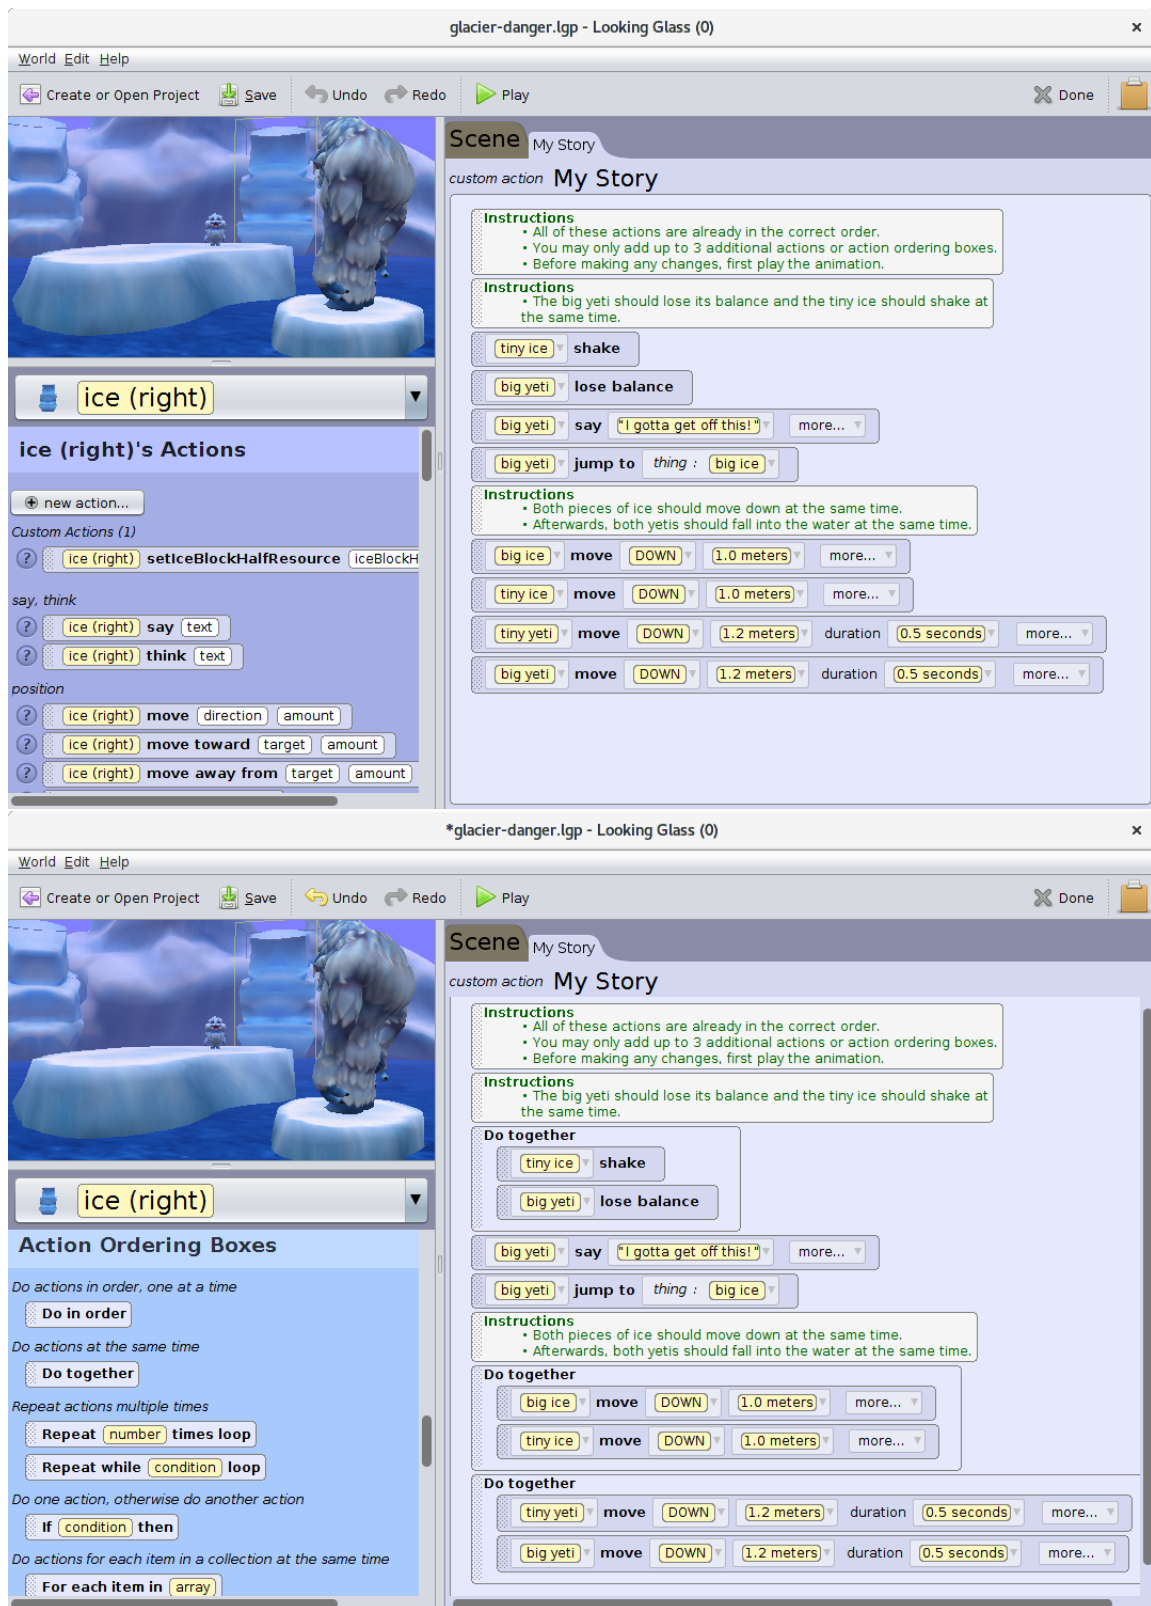 glacier-danger.lgp - Looking Glass (0) ×
World Edit Help
Create or Open Project Save Undo Redo Play Done
Scene My Story
custom action My Story
Instructions
• All of these actions are already in the correct order.
• You may only add up to 3 additional actions or action ordering boxes.
• Before making any changes, first play the animation.
Instructions
• The big yeti should lose its balance and the tiny ice should shake at
the same time.
tiny ice shake
big yeti lose balance
big yeti say "I gotta get off this!" more...
big yeti jump to thing : big ice
Instructions
• Both pieces of ice should move down at the same time.
• Afterwards, both yetis should fall into the water at the same time.
big ice move DOWN 1.0 meters more...
tiny ice move DOWN 1.0 meters more...
tiny yeti move DOWN 1.2 meters duration 0.5 seconds more...
big yeti move DOWN 1.2 meters duration 0.5 seconds more...
ice (right)
ice (right)'s Actions
new action...
Custom Actions (1)
? ice (right) setIceBlockHalfResource iceBlockH
say, think
? ice (right) say text
? ice (right) think text
position
? ice (right) move direction amount
? ice (right) move toward target amount
? ice (right) move away from target amount
*glacier-danger.lgp - Looking Glass (0) ×
World Edit Help
Create or Open Project Save Undo Redo Play Done
Scene My Story
custom action My Story
Instructions
• All of these actions are already in the correct order.
• You may only add up to 3 additional actions or action ordering boxes.
• Before making any changes, first play the animation.
Instructions
• The big yeti should lose its balance and the tiny ice should shake at
the same time.
Do together
tiny ice shake
big yeti lose balance
big yeti say "I gotta get off this!" more...
big yeti jump to thing : big ice
Instructions
• Both pieces of ice should move down at the same time.
• Afterwards, both yetis should fall into the water at the same time.
Do together
big ice move DOWN 1.0 meters more...
tiny ice move DOWN 1.0 meters more...
Do together
tiny yeti move DOWN 1.2 meters duration 0.5 seconds more...
big yeti move DOWN 1.2 meters duration 0.5 seconds more...
ice (right)
Action Ordering Boxes
Do actions in order, one at a time
Do in order
Do actions at the same time
Do together
Repeat actions multiple times
Repeat number times loop
Repeat while condition loop
Do one action, otherwise do another action
If condition then
Do actions for each item in a collection at the same time
For each item in array